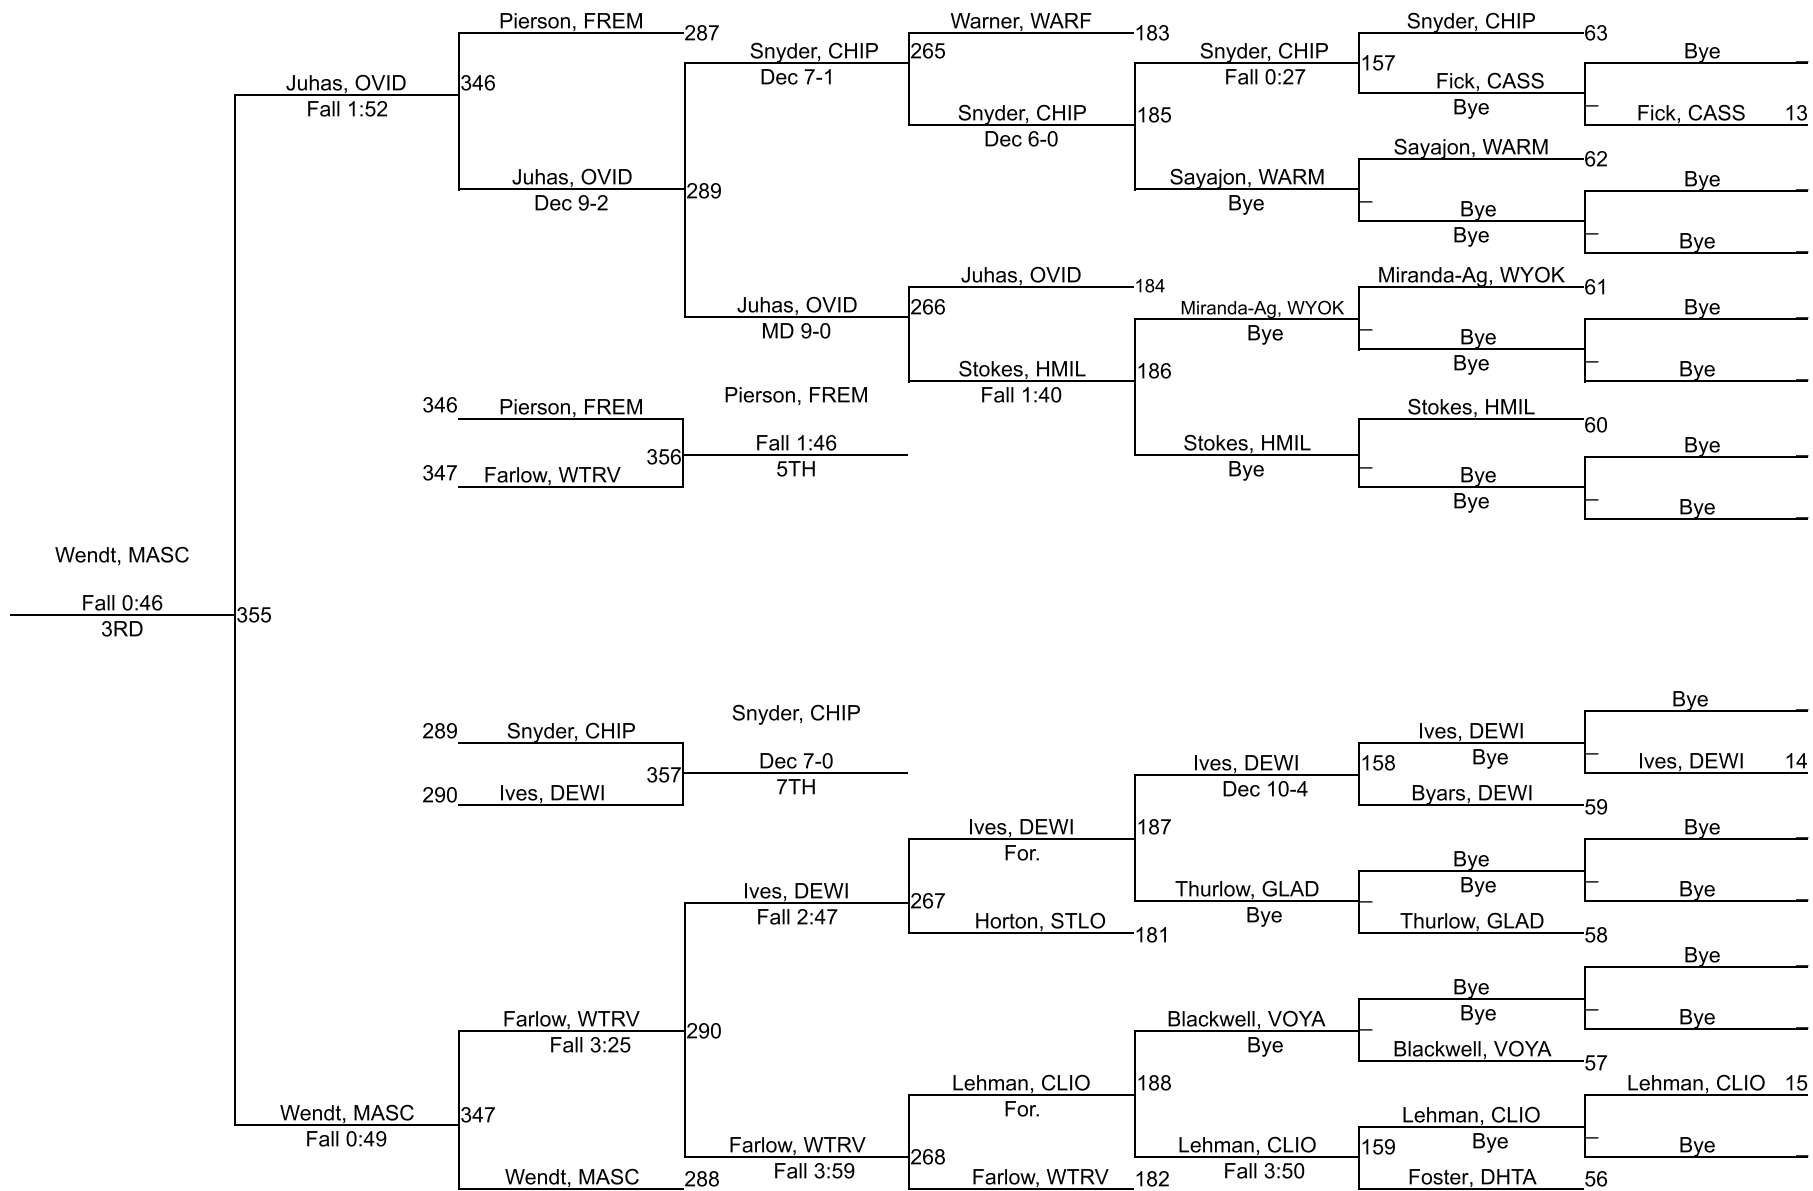 Pierson, FREM
287
Warner, WARF
183
Snyder, CHIP
63
Snyder, CHIP
265
Snyder, CHIP
157
Bye
Juhas, OVID
346
Dec 7-1
Fall 0:27
Fick, CASS
Fall 1:52
Snyder, CHIP
185
Bye
Fick, CASS
13
Dec 6-0
Sayajon, WARM
62
Juhas, OVID
289
Sayajon, WARM
Bye
Dec 9-2
Bye
Bye
Bye
Bye
Juhas, OVID
184
Miranda-Ag, WYOK
61
Juhas, OVID
266
Miranda-Ag, WYOK
Bye
MD 9-0
Bye
Bye
Stokes, HMIL
186
Bye
Bye
Pierson, FREM
Fall 1:40
346
Pierson, FREM
Stokes, HMIL
60
Fall 1:46
Stokes, HMIL
Bye
356
5TH
Bye
347
Farlow, WTRV
Bye
Bye
Bye
Wendt, MASC
Fall 0:46
355
3RD
Bye
Snyder, CHIP
289
Snyder, CHIP
Ives, DEWI
Dec 7-0
Ives, DEWI
158
Bye
Ives, DEWI
14
357
7TH
Dec 10-4
290
Ives, DEWI
Byars, DEWI
59
Ives, DEWI
187
Bye
For.
Bye
Ives, DEWI
Thurlow, GLAD
Bye
Bye
Fall 2:47
267
Bye
Horton, STLO
181
Thurlow, GLAD
58
Bye
Bye
Farlow, WTRV
290
Blackwell, VOYA
Bye
Bye
Fall 3:25
Bye
Blackwell, VOYA
57
Lehman, CLIO
188
Lehman, CLIO
15
Wendt, MASC
347
For.
Lehman, CLIO
Fall 0:49
Farlow, WTRV
268
Lehman, CLIO
159
Bye
Bye
Fall 3:59
Fall 3:50
Wendt, MASC
288
Farlow, WTRV
182
Foster, DHTA
56